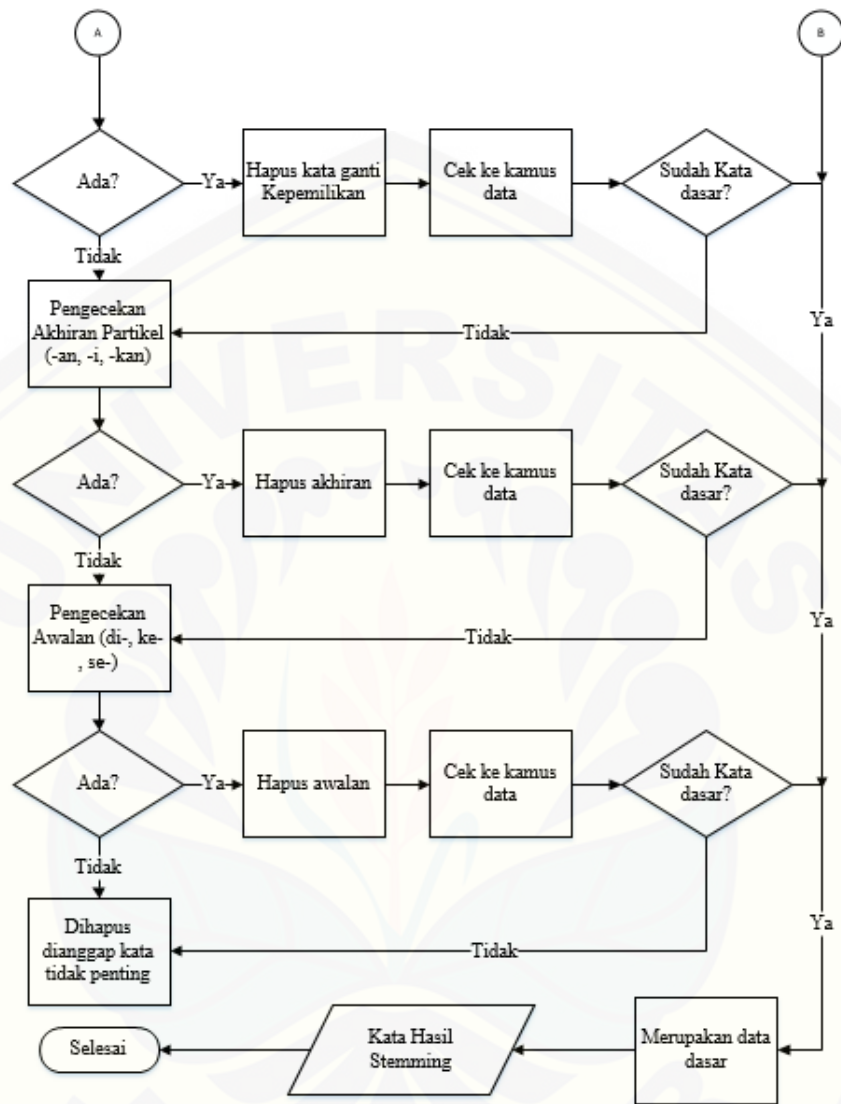 A
B
Ada?
Ya
Hapus kata ganti
Kepemilikan
Cek ke kamus
data
Sudah Kata
dasar?
Tidak
Pengecekan
Akhiran Partikel
(-an, -i, -kan)
Tidak
Ya
Ada?
Ya
Hapus akhiran
Cek ke kamus
data
Sudah Kata
dasar?
Tidak
Pengecekan
Awalan (di-, ke-
, se-)
Tidak
Ya
Ada?
Ya
Hapus awalan
Cek ke kamus
data
Sudah Kata
dasar?
Tidak
Dihapus
dianggap kata
tidak penting
Tidak
Ya
Selesai
Kata Hasil
Stemming
Merupakan data
dasar
UNIVERSITAS